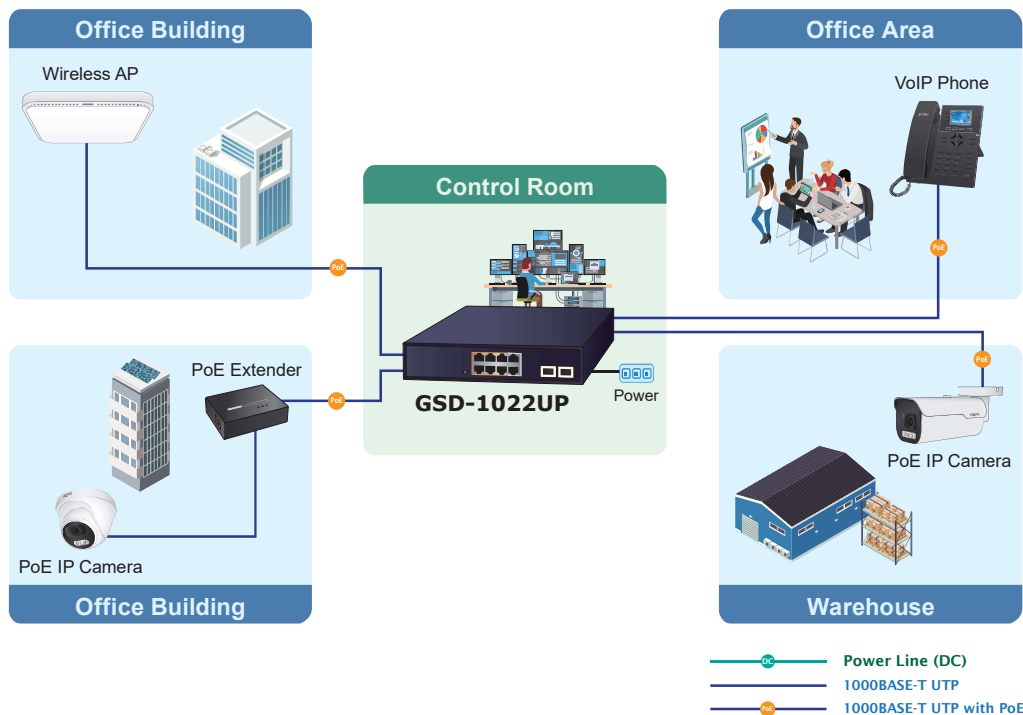 Office Building
Wireless AP
PoE
Office Area
VoIP Phone
PoE
Control Room
GSD-1022UP
Power
PoE Extender
PoE
PoE IP Camera
Office Building
PoE
PoE IP Camera
Warehouse
DC
Power Line (DC)
1000BASE-T UTP
PoE
1000BASE-T UTP with PoE